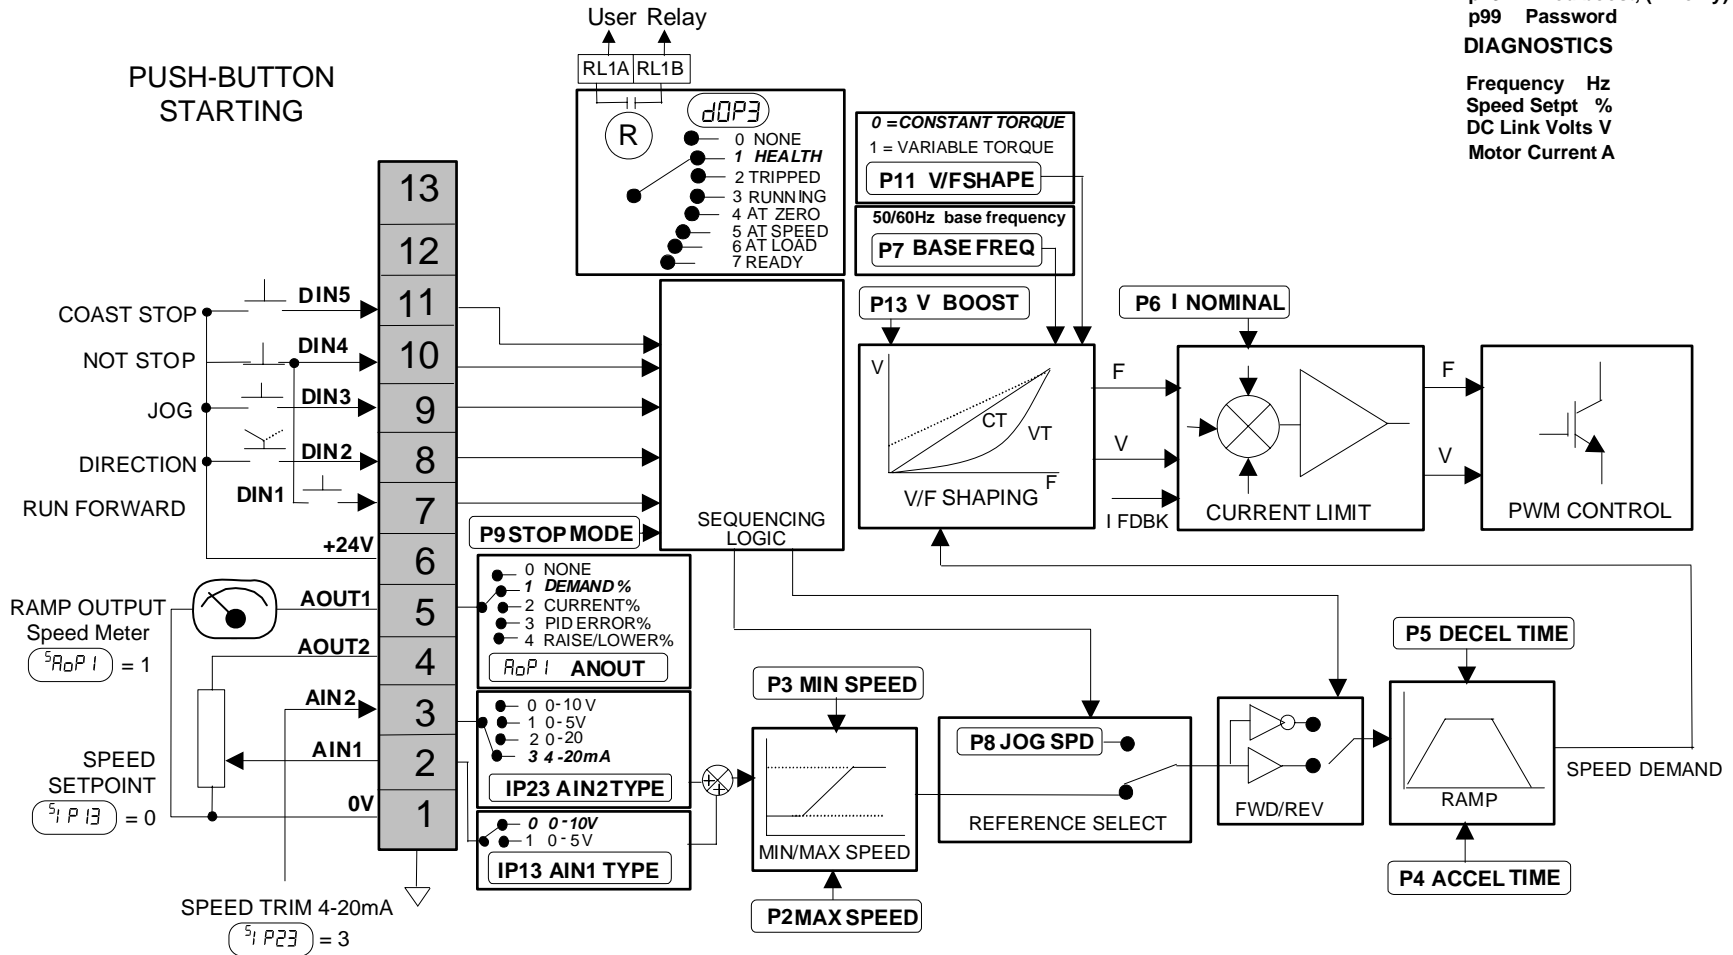 p99 Password
DIAGNOSTICS
Frequency Hz
Speed Setpt %
DC Link Volts V
Motor Current A
PUSH-BUTTON
STARTING
User Relay
RL1A RL1B
R
dOP3
0 NONE
1 HEALTH
2 TRIPPED
3 RUNNING
4 AT ZERO
5 AT SPEED
6 AT LOAD
7 READY
0 =CONSTANT TORQUE
1 = VARIABLE TORQUE
P11 V/F SHAPE
50/60Hz base frequency
P7 BASE FREQ
P13 V BOOST
P6 I NOMINAL
13
12
11
10
9
8
7
6
5
4
3
2
1
COAST STOP
DIN5
NOT STOP
DIN4
JOG
DIN3
DIRECTION
DIN2
RUN FORWARD
DIN1
+24V
RAMP OUTPUT
Speed Meter
SAoP1 = 1
AOUT1
AOUT2
AIN2
AIN1
SPEED
SETPOINT
SIP13 = 0
0V
SPEED TRIM 4-20mA
SIP23 = 3
SEQUENCING
LOGIC
P9 STOP MODE
0 NONE
1 DEMAND %
2 CURRENT%
3 PID ERROR%
4 RAISE/LOWER%
AoP1 ANOUT
0 0-10 V
1 0-5V
2 0-20
3 4-20mA
IP23 AIN2 TYPE
0 0-10V
1 0-5V
IP13 AIN1 TYPE
V
CT
VT
F
V/F SHAPING
F
V
I FDBK
CURRENT LIMIT
F
V
PWM CONTROL
P3 MIN SPEED
MIN/MAX SPEED
P2 MAX SPEED
P8 JOG SPD
REFERENCE SELECT
FWD/REV
P5 DECEL TIME
RAMP
P4 ACCEL TIME
SPEED DEMAND